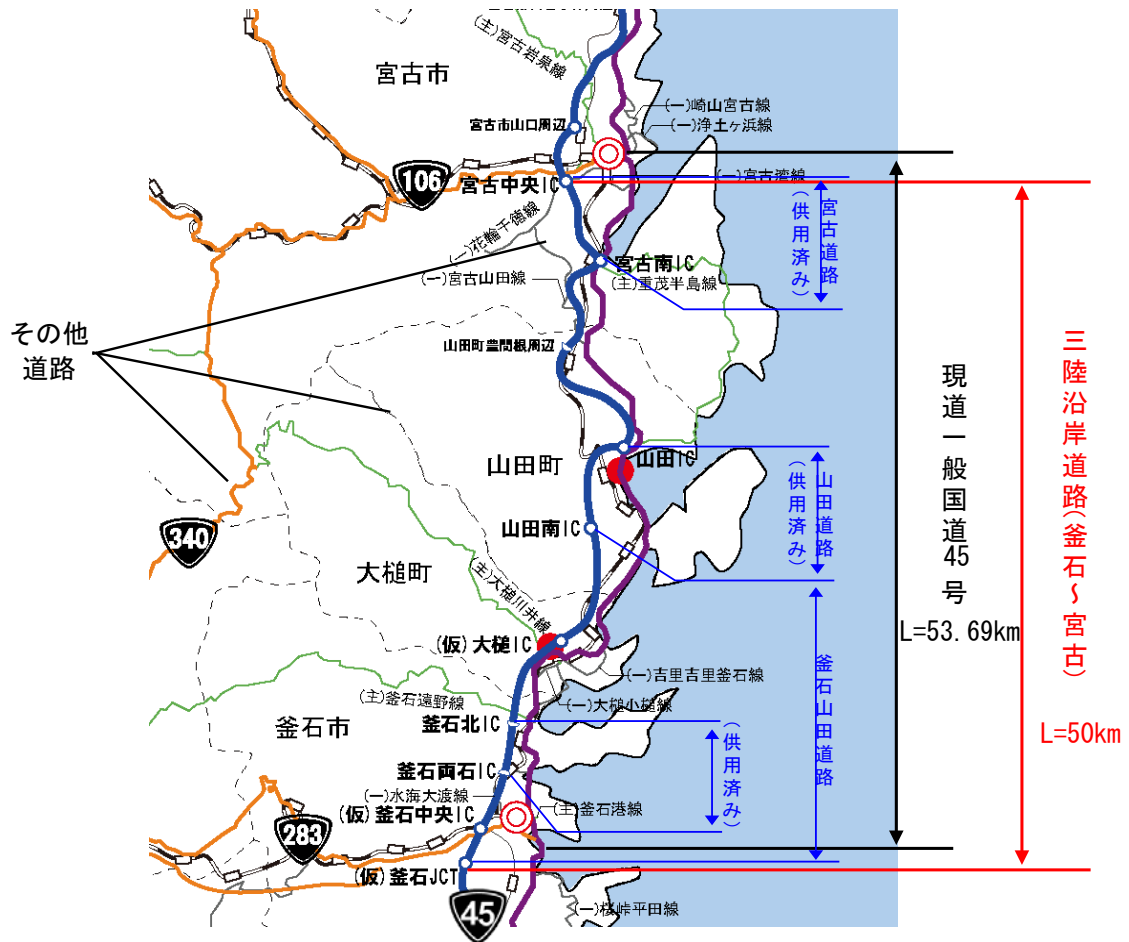 (主)宮古岩泉線
宮古市
(一)崎山宮古線
宮古市山口周辺
(一)浄土ヶ浜線
106
宮古中央IC
(一)宮古港線
(一)花輪千徳線
宮古道路
(供用済み)
宮古南IC
(一)宮古山田線
(主)重茂半島線
その他
道路
山田町豊間根周辺
三陸沿岸道路(釜石~宮古)
L=50km
現道一般国道45号
L=53.69km
山田町
山田IC
山田道路
(供用済み)
山田南IC
340
大槌町
(主)大槌川井線
(仮)大槌IC
(一)吉里吉里釜石線
釜石山田道路
(主)釜石遠野線
(一)大槌小槌線
釜石市
釜石北IC
(供用済み)
釜石両石IC
(一)水海大渡線
(主)釜石港線
(仮)釜石中央IC
283
(仮)釜石JCT
45
(一)桜峠平田線